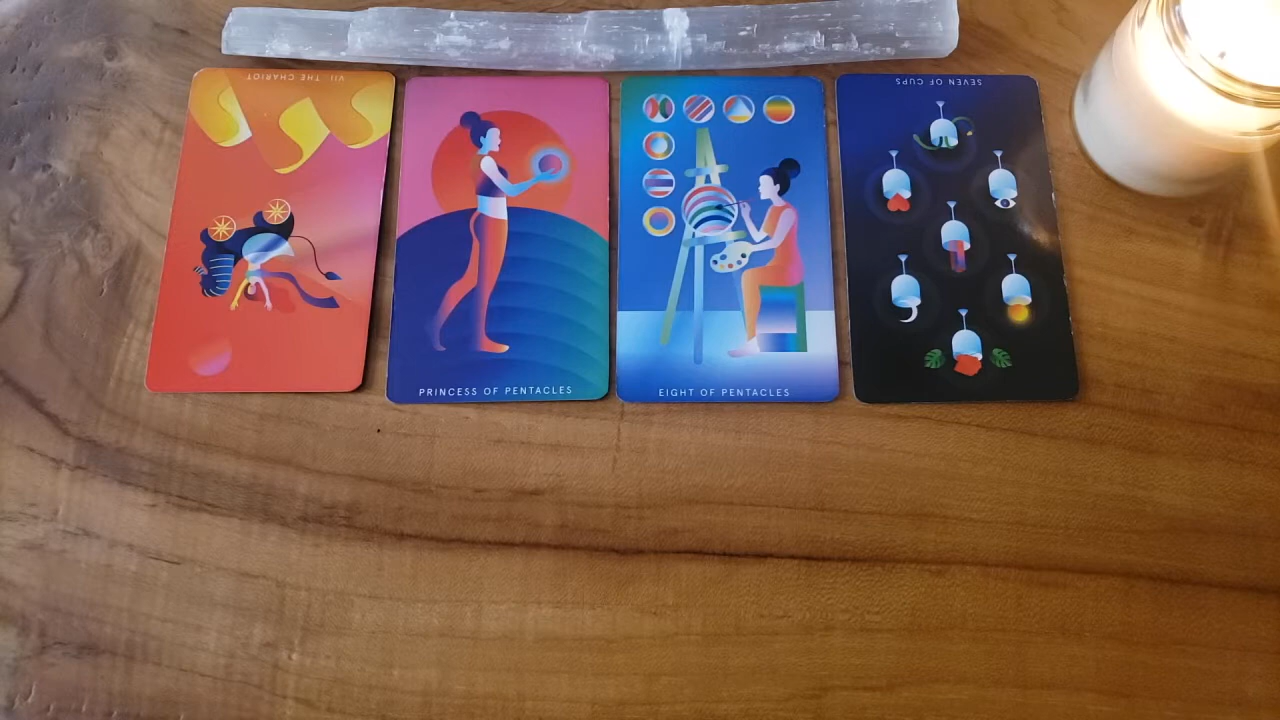 VII. THE CHARIOT
PRINCESS OF PENTACLES
EIGHT OF PENTACLES
SEVEN OF CUPS